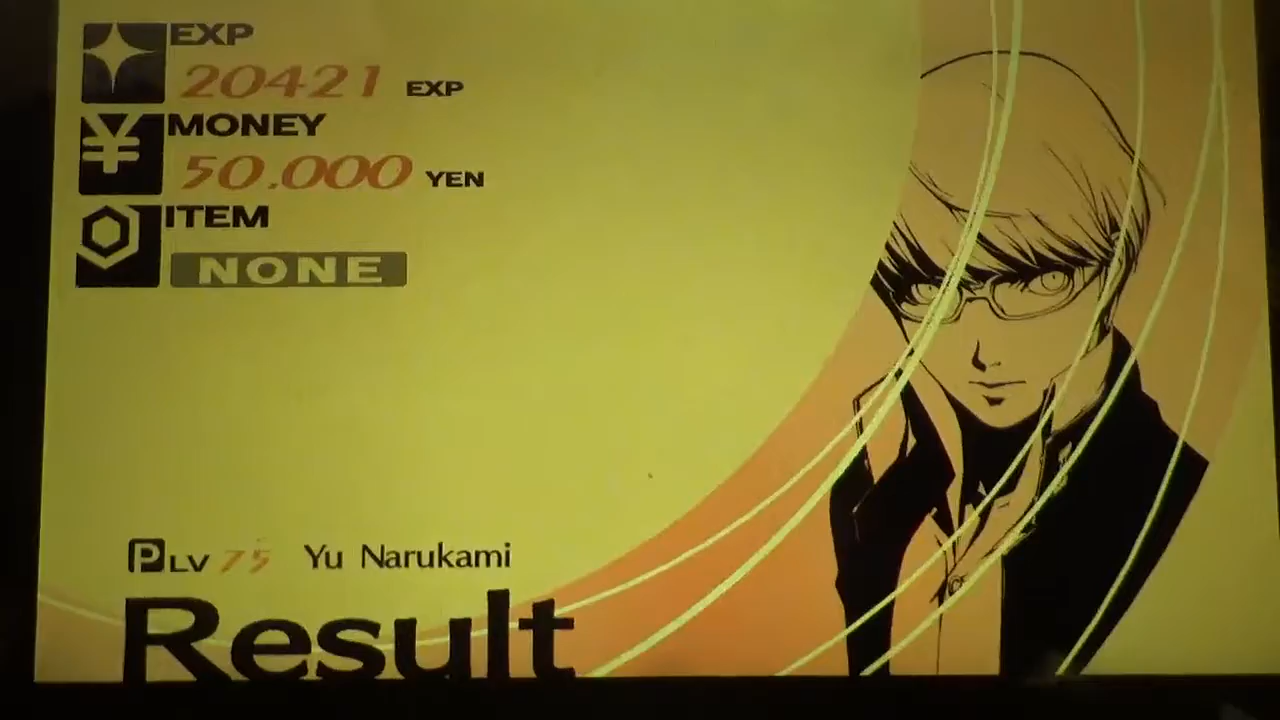 EXP
20421 EXP
MONEY
50,000 YEN
ITEM
NONE
P LV 75 Yu Narukami
Result